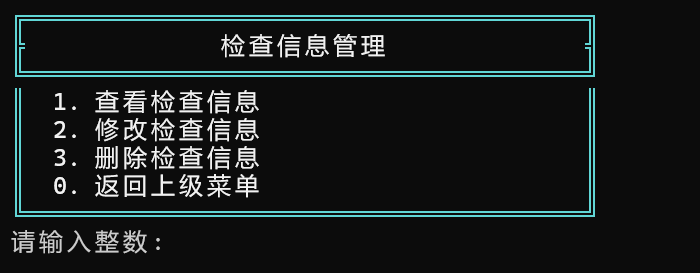 检查信息管理
1. 查看检查信息
2. 修改检查信息
3. 删除检查信息
0. 返回上级菜单
请输入整数: